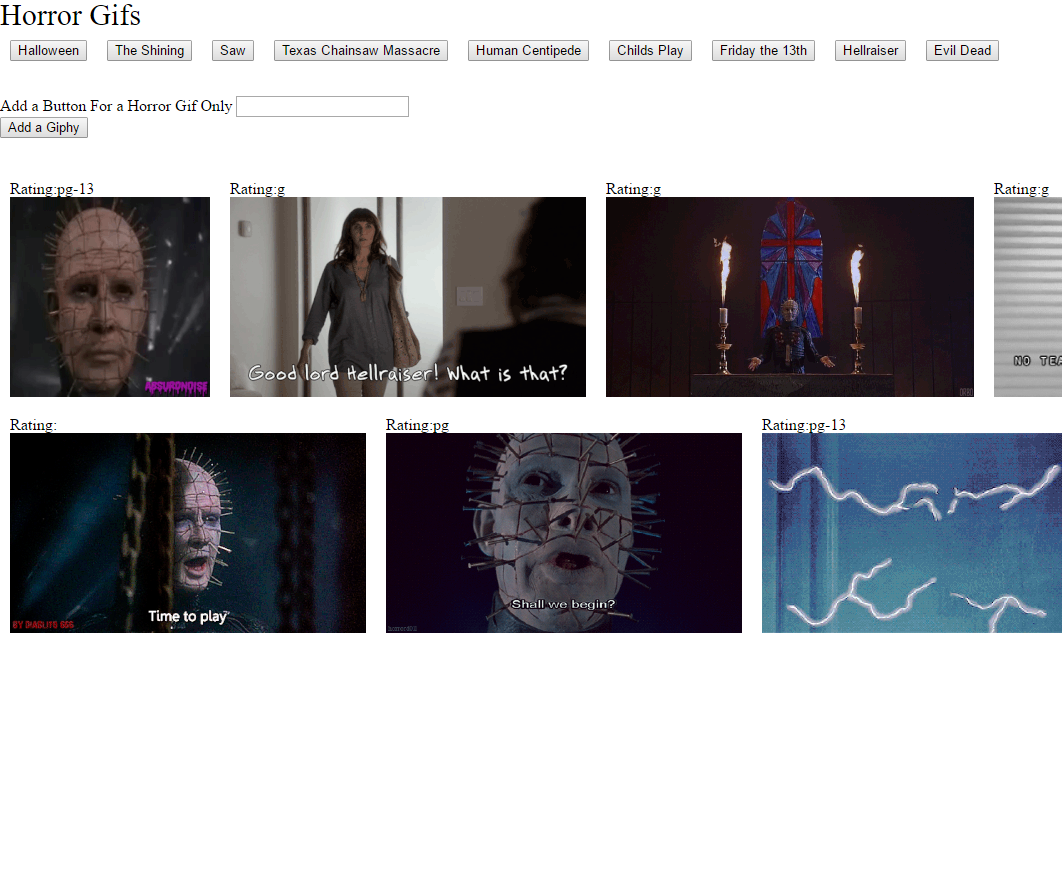 Horror Gifs
Halloween The Shining Saw Texas Chainsaw Massacre Human Centipede Childs Play Friday the 13th Hellraiser Evil Dead
Add a Button For a Horror Gif Only
Add a Giphy
Rating:pg-13 Rating:g Rating:g Rating:g
ABSURDNOISE
Good lord Hellraiser! What is that?
NO TEA
Rating: Rating:pg Rating:pg-13
Time to play
BY DIABLITO 666
Shall we begin?